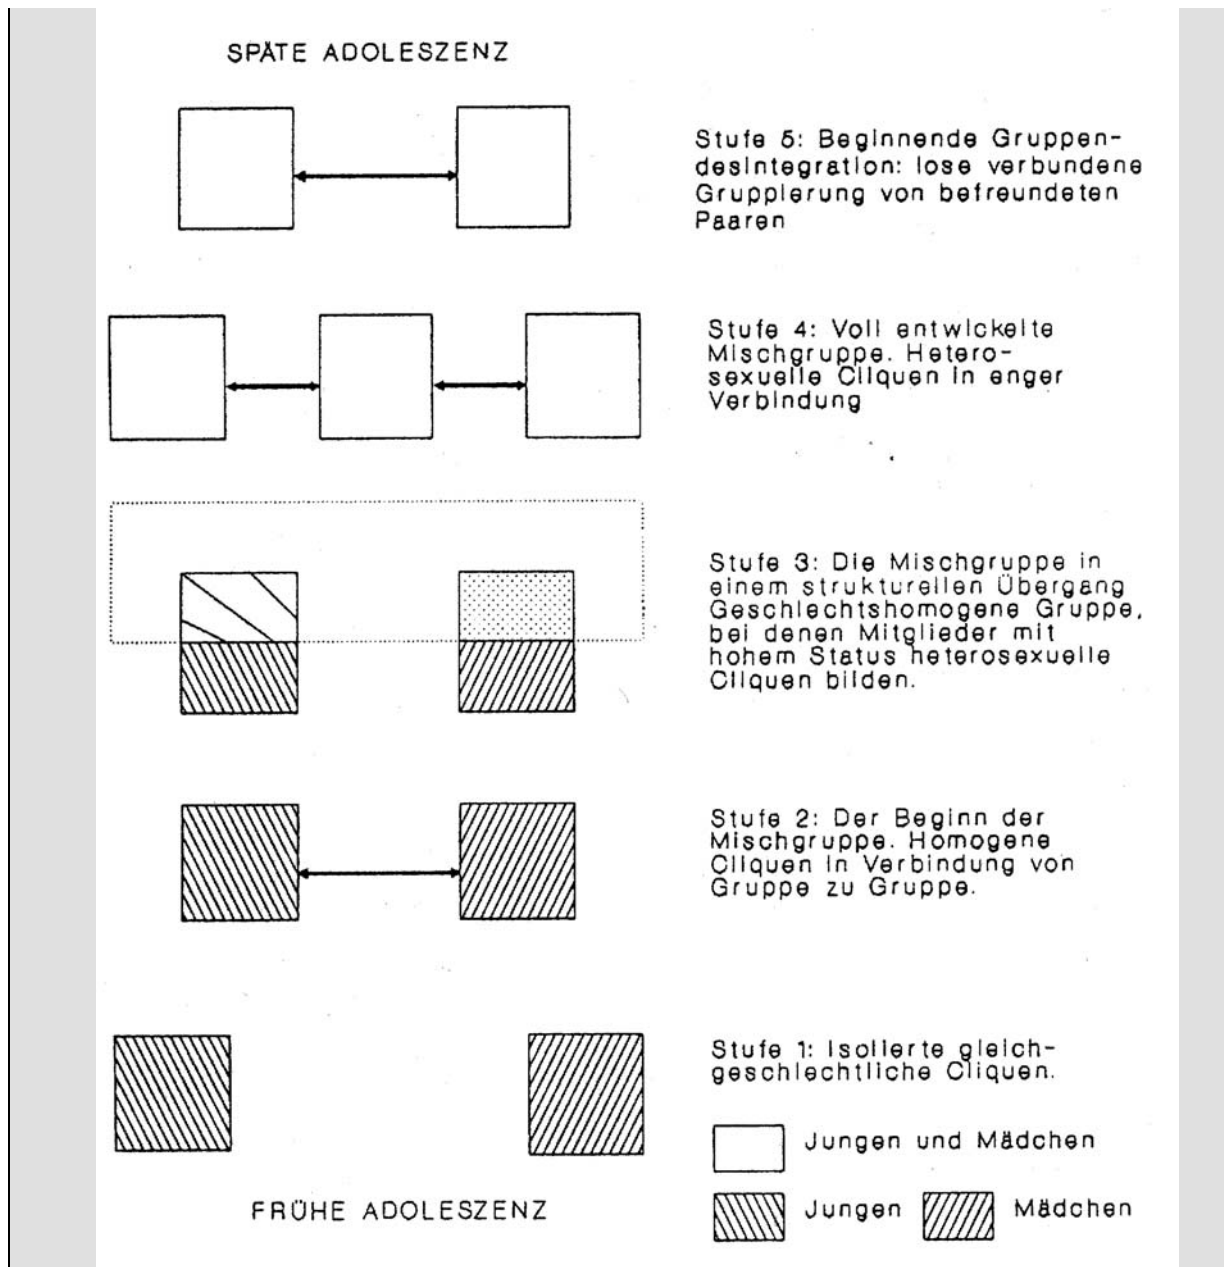 SPÄTE ADOLESZENZ
Stufe 5: Beginnende Gruppen-
desintegration: lose verbundene
Gruppierung von befreundeten
Paaren
Stufe 4: Voll entwickelte
Mischgruppe. Hetero-
sexuelle Cliquen in enger
Verbindung
Stufe 3: Die Mischgruppe in
einem strukturellen Übergang
Geschlechtshomogene Gruppe,
bei denen Mitglieder mit
hohem Status heterosexuelle
Cliquen bilden.
Stufe 2: Der Beginn der
Mischgruppe. Homogene
Cliquen in Verbindung von
Gruppe zu Gruppe.
Stufe 1: Isolierte gleich-
geschlechtliche Cliquen.
Jungen und Mädchen
Jungen
Mädchen
FRÜHE ADOLESZENZ